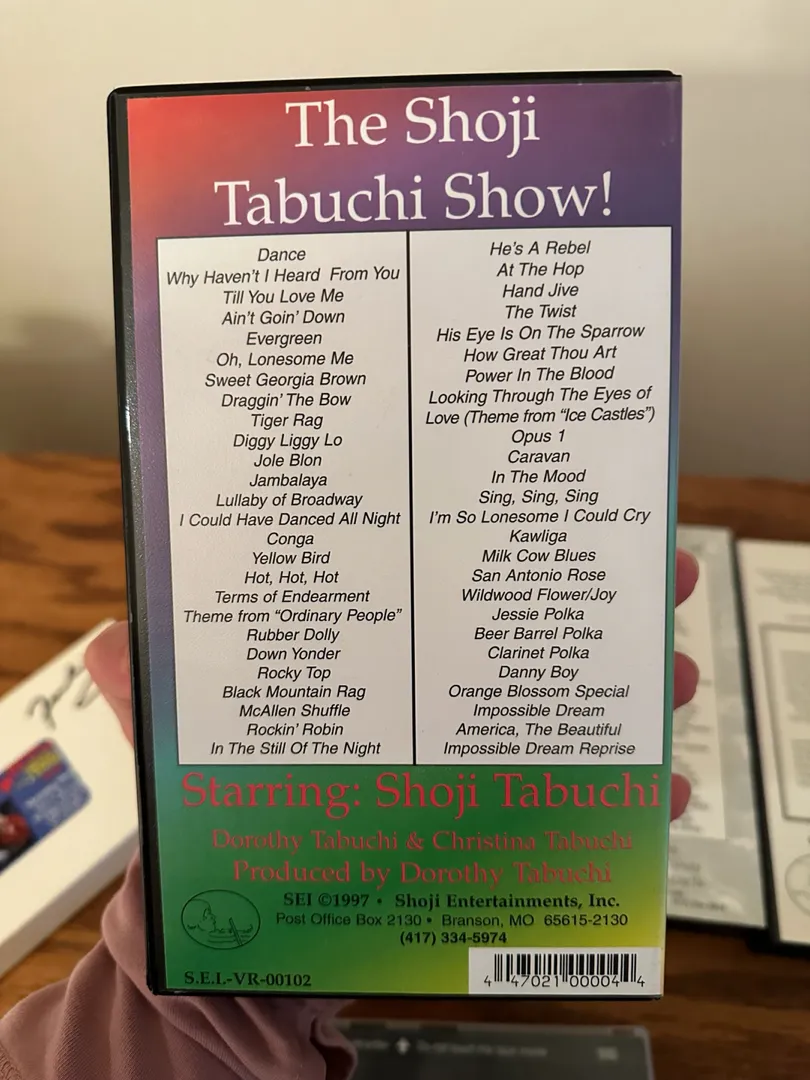 The Shoji
Tabuchi Show!
Dance
Why Haven't I Heard From You
Till You Love Me
Ain't Goin' Down
Evergreen
Oh, Lonesome Me
Sweet Georgia Brown
Draggin' The Bow
Tiger Rag
Diggy Liggy Lo
Jole Blon
Jambalaya
Lullaby of Broadway
I Could Have Danced All Night
Conga
Yellow Bird
Hot, Hot, Hot
Terms of Endearment
Theme from "Ordinary People"
Rubber Dolly
Down Yonder
Rocky Top
Black Mountain Rag
McAllen Shuffle
Rockin' Robin
In The Still Of The Night
He's A Rebel
At The Hop
Hand Jive
The Twist
His Eye Is On The Sparrow
How Great Thou Art
Power In The Blood
Looking Through The Eyes of
Love (Theme from "Ice Castles")
Opus 1
Caravan
In The Mood
Sing, Sing, Sing
I'm So Lonesome I Could Cry
Kawliga
Milk Cow Blues
San Antonio Rose
Wildwood Flower/Joy
Jessie Polka
Beer Barrel Polka
Clarinet Polka
Danny Boy
Orange Blossom Special
Impossible Dream
America, The Beautiful
Impossible Dream Reprise
Starring: Shoji Tabuchi
Dorothy Tabuchi & Christina Tabuchi
Produced by Dorothy Tabuchi
SEI ©1997 • Shoji Entertainments, Inc.
Post Office Box 2130 • Branson, MO 65615-2130
(417) 334-5974
S.E.I.-VR-00102
4 47021 00004 4